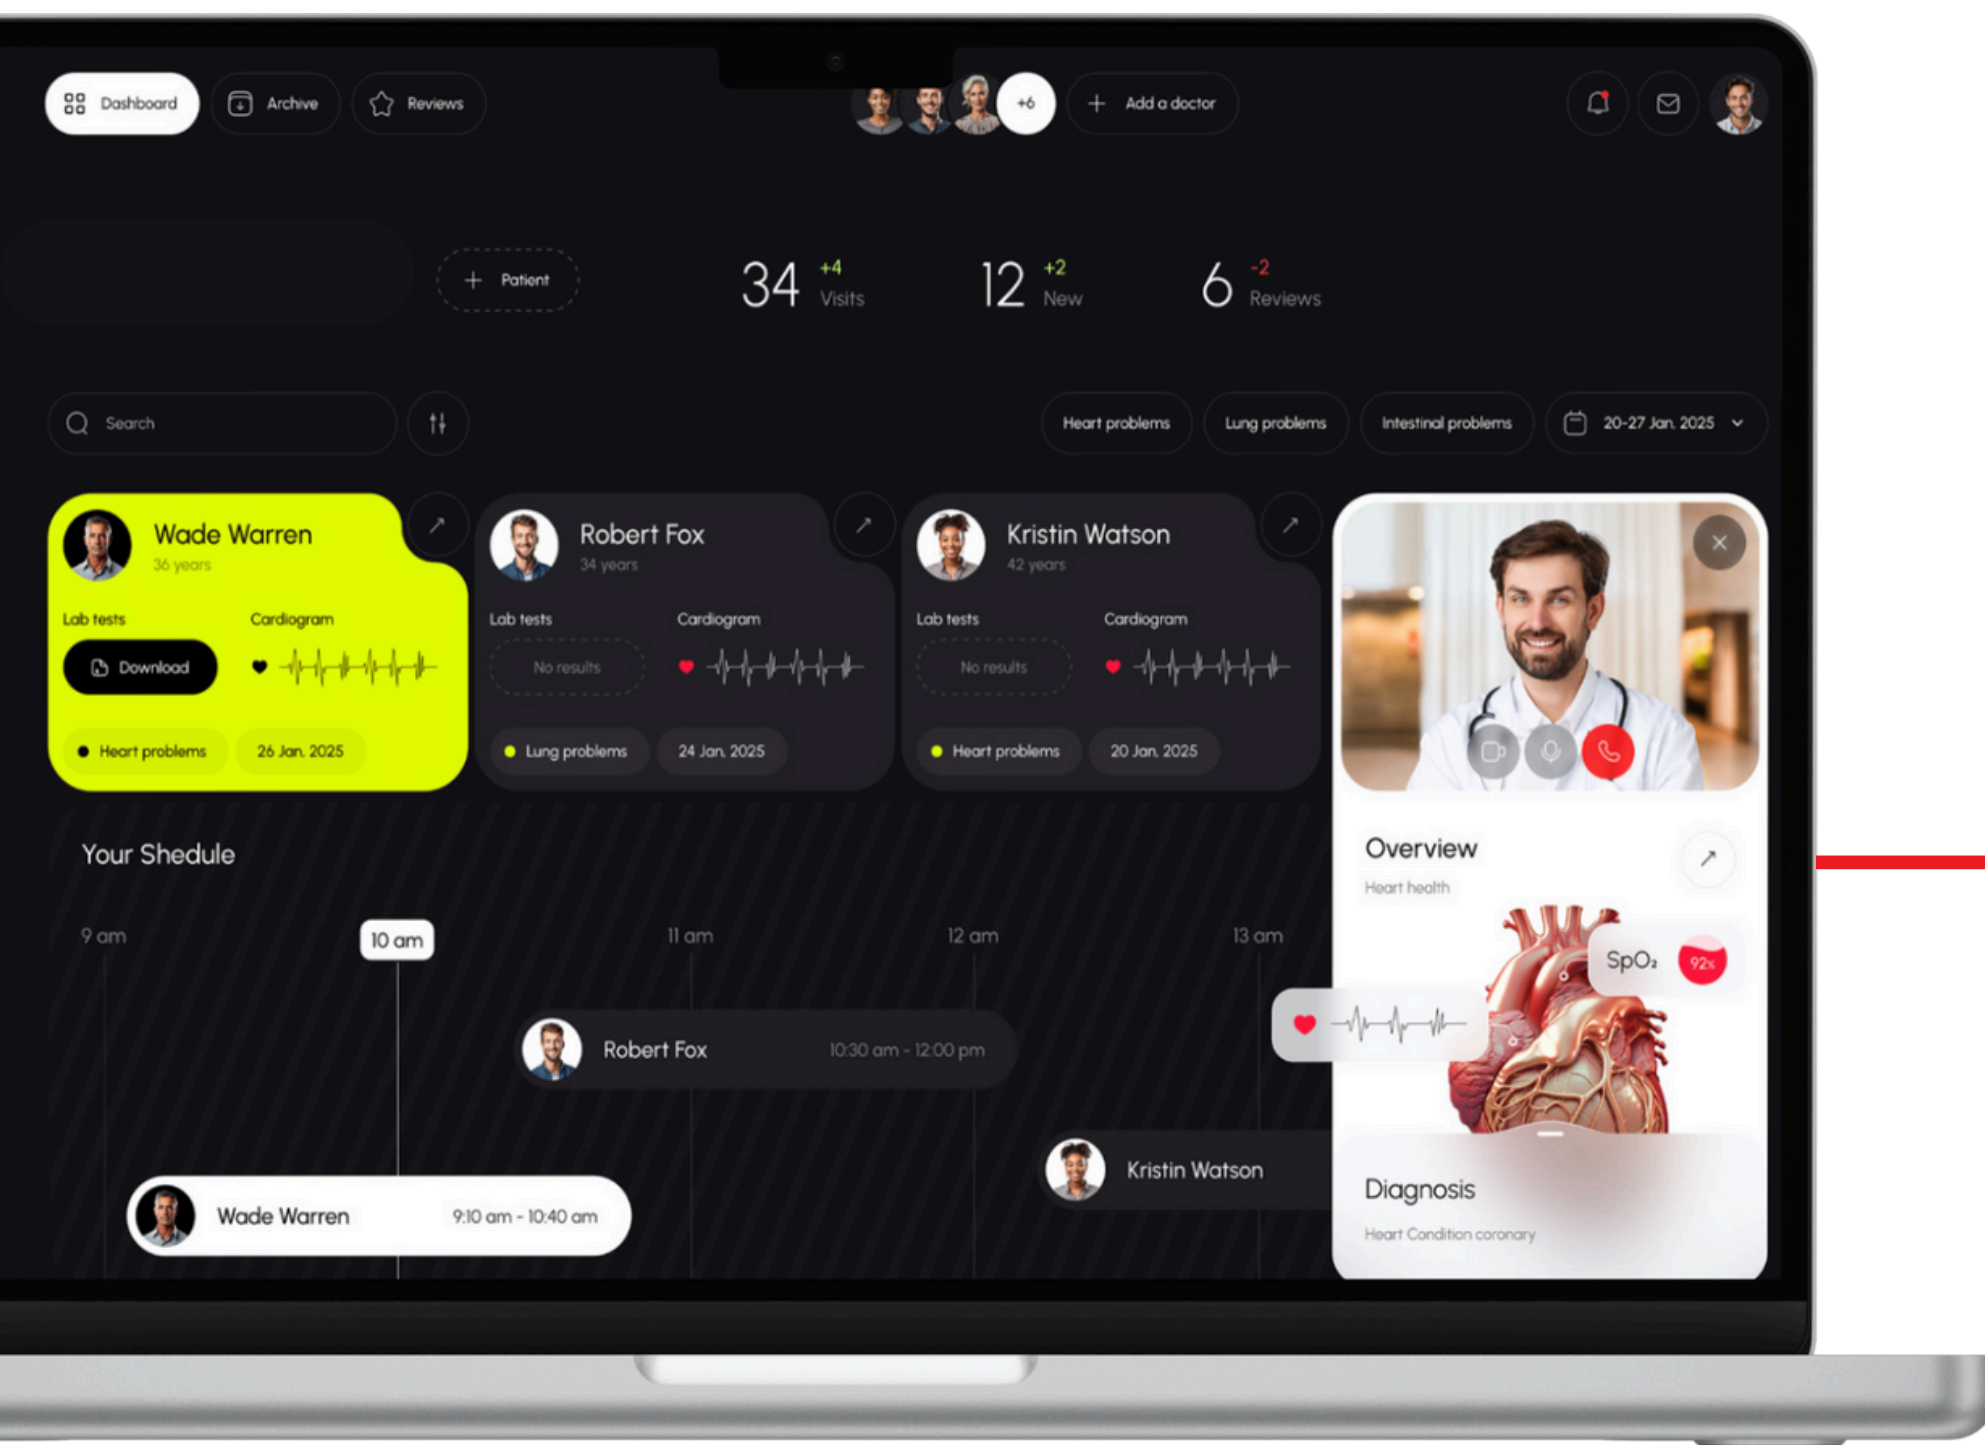 Dashboard
Archive
Reviews
+6
Add a doctor
Patient
34 +4 Visits
12 +2 New
6 -2 Reviews
Search
Heart problems
Lung problems
Intestinal problems
20-27 Jan. 2025
Wade Warren
36 years
Lab tests
Cardiogram
Download
Heart problems
26 Jan. 2025
Robert Fox
34 years
Lab tests
Cardiogram
No results
Lung problems
24 Jan. 2025
Kristin Watson
42 years
Lab tests
Cardiogram
No results
Heart problems
20 Jan. 2025
Your Shedule
9 am
10 am
11 am
12 am
13 am
Robert Fox
10:30 am - 12:00 pm
Kristin Watson
Wade Warren
9:10 am - 10:40 am
Overview
Heart health
SpO₂
92%
Diagnosis
Heart Condition coronary